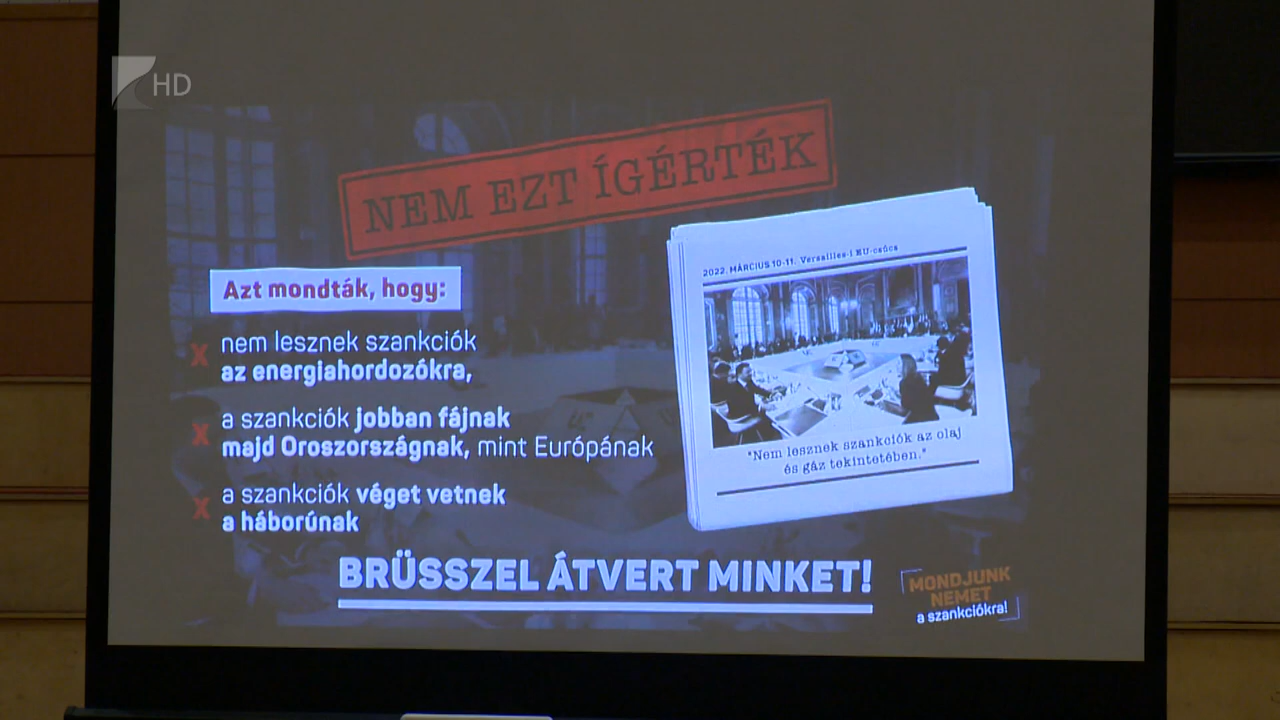 HD
NEM EZT ÍGÉRTÉK
Azt mondták, hogy:
X nem lesznek szankciók
az energiahordozókra,
X a szankciók jobban fájnak
majd Oroszországnak, mint Európának
X a szankciók véget vetnek
a háborúnak
2022. MÁRCIUS 10-11. Versailles-i EU-csúcs
"Nem lesznek szankciók az olaj
és gáz tekintetében."
BRÜSSZEL ÁTVERT MINKET!
MONDJUNK
NEMET
a szankciókra!